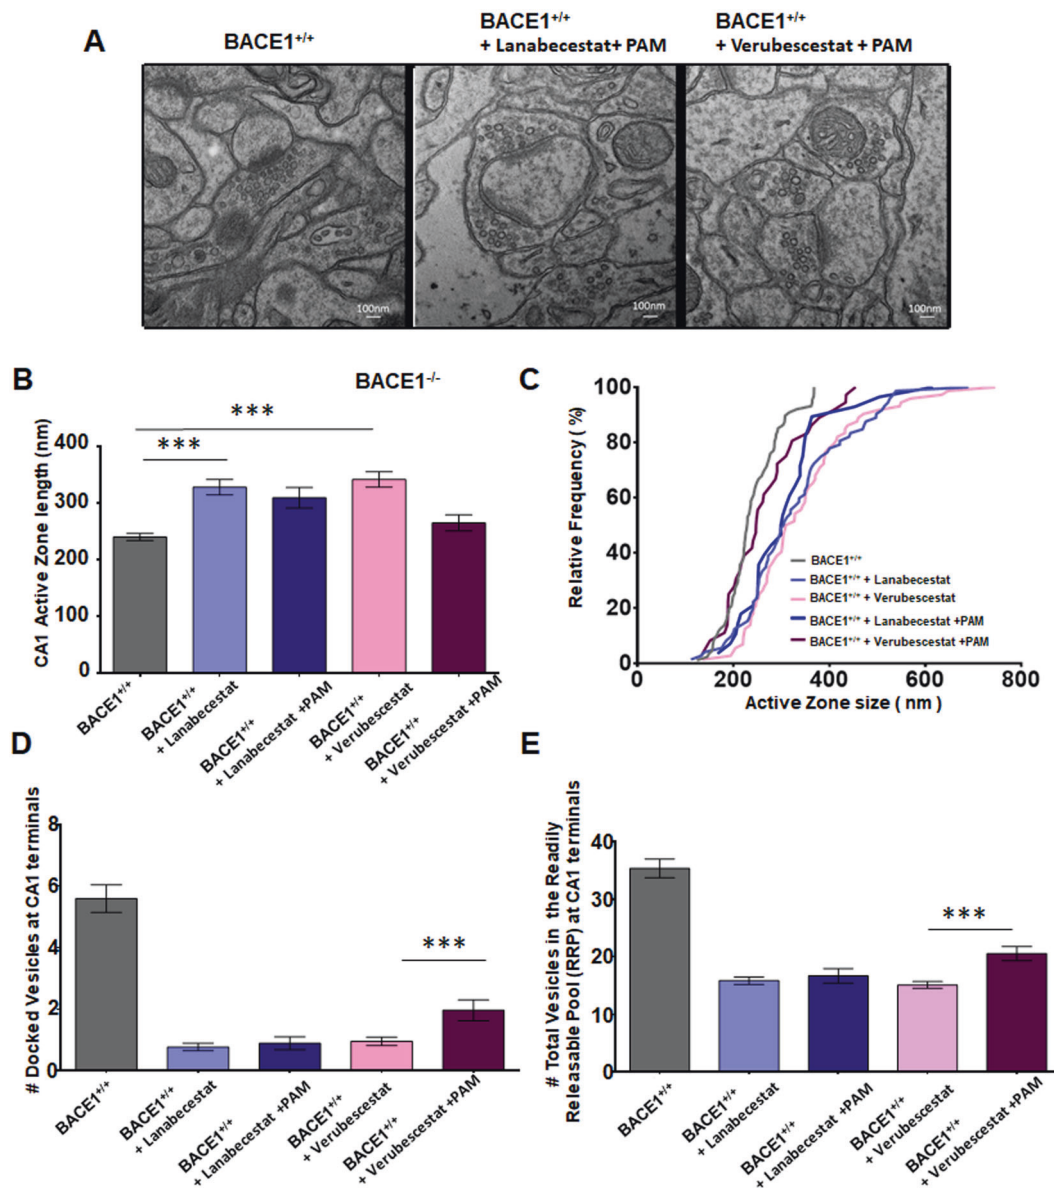 A
BACE1+/+
BACE1+/+
+ Lanabecestat+ PAM
BACE1+/+
+ Verubescestat + PAM
100nm
100nm
100nm
B
BACE1-/-
***
***
CA1 Active Zone length (nm)
400
300
200
100
0
BACE1+/+
BACE1+/+
+ Lanabecestat
BACE1+/+
+ Lanabecestat +PAM
BACE1+/+
+ Verubescestat
BACE1+/+
+ Verubescestat +PAM
C
Relative Frequency ( %)
100
80
60
40
20
0
BACE1+/+
BACE1+/+ + Lanabecestat
BACE1+/+ + Verubescestat
BACE1+/+ + Lanabecestat +PAM
BACE1+/+ + Verubescestat +PAM
0
200
400
600
800
Active Zone size ( nm )
D
# Docked Vesicles at CA1 terminals
8
6
4
2
0
***
BACE1+/+
BACE1+/+
+ Lanabecestat
BACE1+/+
+ Lanabecestat +PAM
BACE1+/+
+ Verubescestat
BACE1+/+
+ Verubescestat +PAM
E
# Total Vesicles in the Readily
Releasable Pool (RRP) at CA1 terminals
40
30
20
10
0
***
BACE1+/+
BACE1+/+
+ Lanabecestat
BACE1+/+
+ Lanabecestat +PAM
BACE1+/+
+ Verubescestat
BACE1+/+
+ Verubescestat +PAM